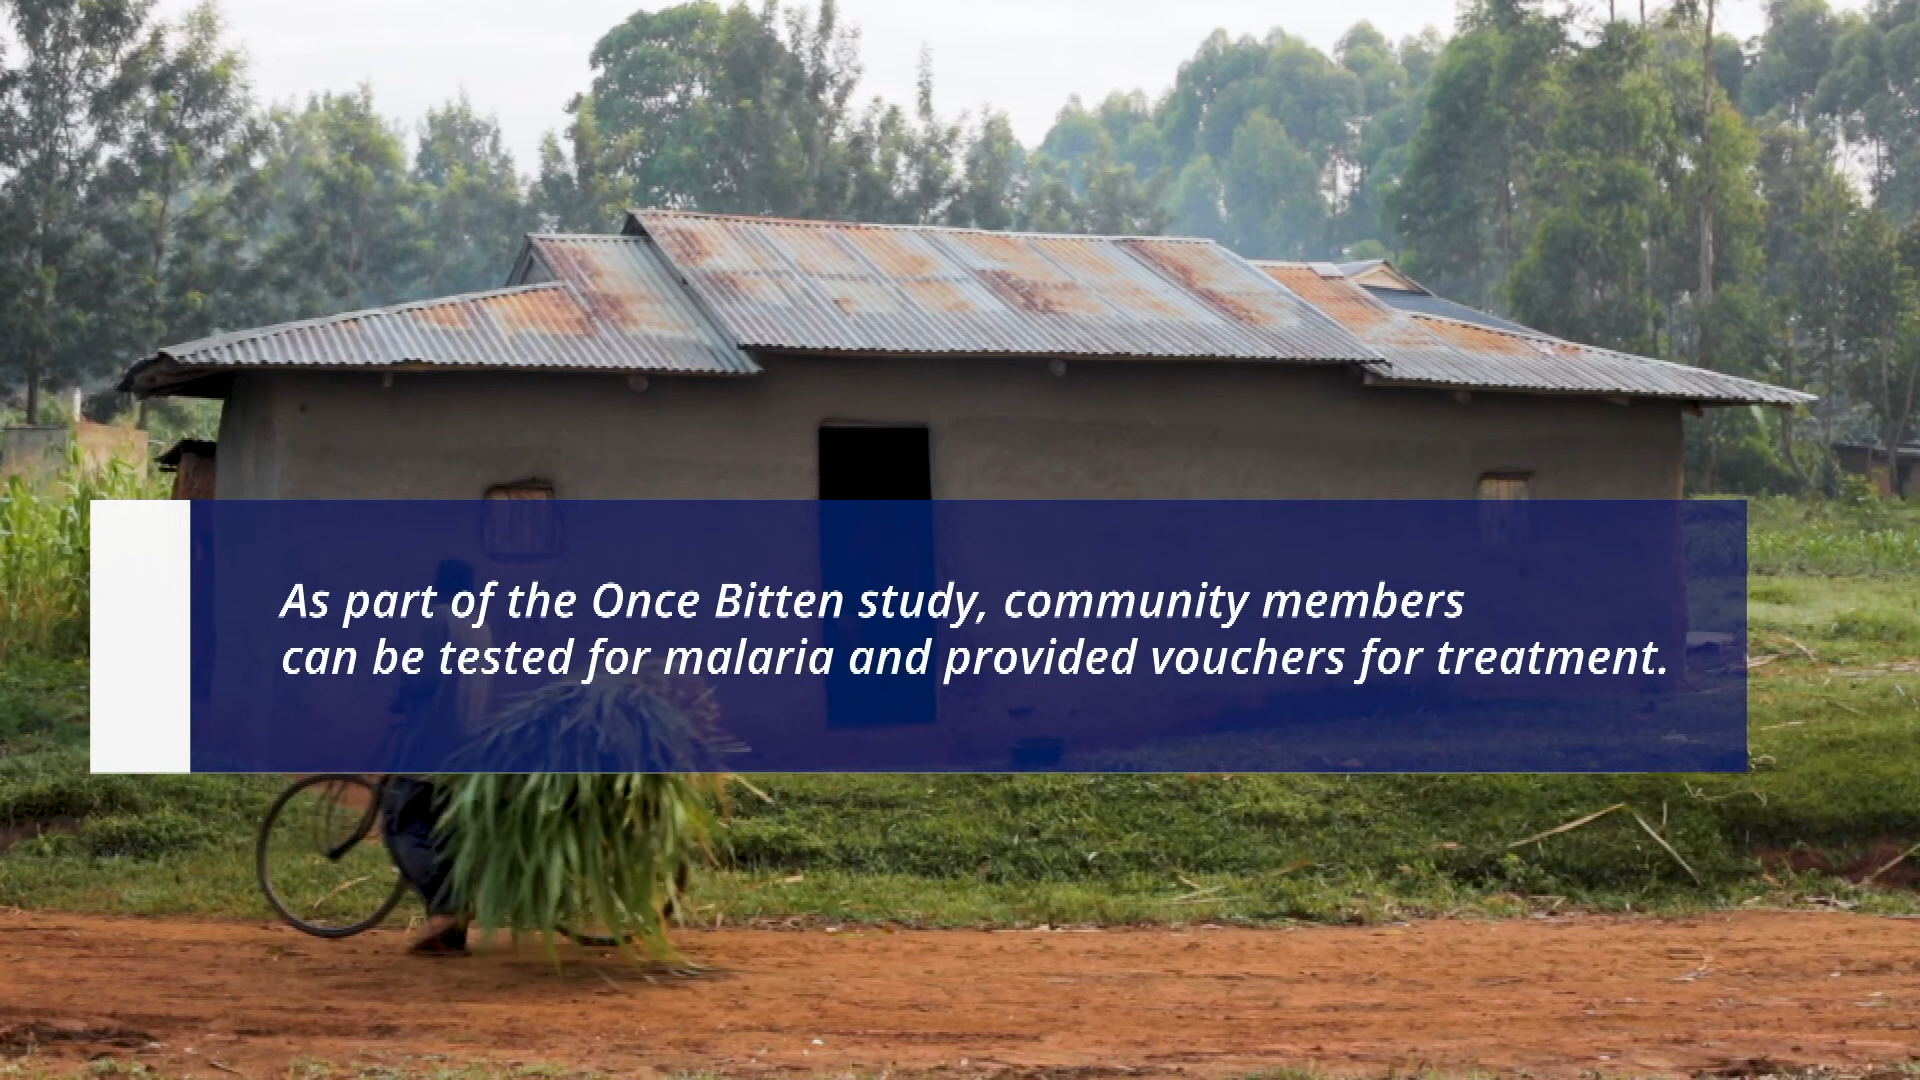 As part of the Once Bitten study, community members
can be tested for malaria and provided vouchers for treatment.